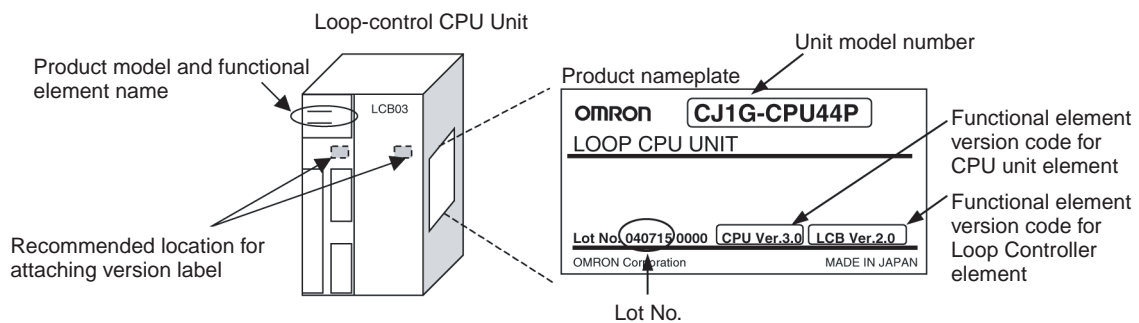 Loop-control CPU Unit
Product model and functional
element name
LCB03
Recommended location for
attaching version label
Product nameplate
Unit model number
OMRON
CJ1G-CPU44P
LOOP CPU UNIT
Lot No. 040715 0000 CPU Ver.3.0 LCB Ver.2.0
OMRON Corporation MADE IN JAPAN
Lot No.
Functional element
version code for
CPU unit element
Functional element
version code for
Loop Controller
element